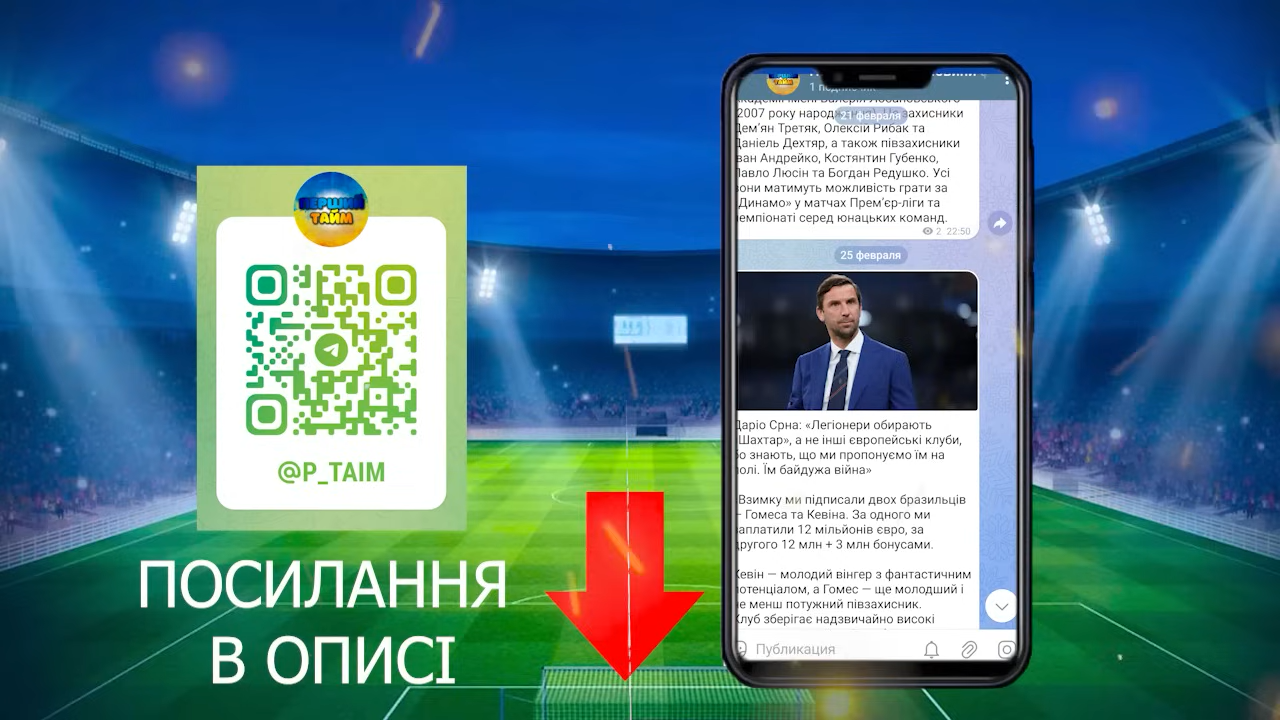 ПЕРШИЙ
ТАЙМ
@P_TAIM
ПОСИЛАННЯ
В ОПИСІ
2007 року
21 февраля
захисники
Дем'ян Третяк, Олексій Рибак та
Даніель Дехтяр, а також півзахисники
ван Андрейко, Костянтин Губенко,
Павло Люсін та Богдан Редушко. Усі
вони матимуть можливість грати за
«Динамо» у матчах Прем'єр-ліги та
чемпіонаті серед юнацьких команд.
2 22:50
25 февраля
Даріо Срна: «Легіонери обирають
Шахтар», а не інші європейські клуби,
бо знають, що ми пропонуємо їм на
полі. Їм байдужа війна»
Взимку ми підписали двох бразильців
– Гомеса та Кевіна. За одного ми
заплатили 12 мільйонів євро, за
другого 12 млн + 3 млн бонусами.
Кевін — молодий вінгер з фантастичним
потенціалом, а Гомес — ще молодший і
не менш потужний півзахисник.
Клуб зберігає надзвичайно високі
Публикация